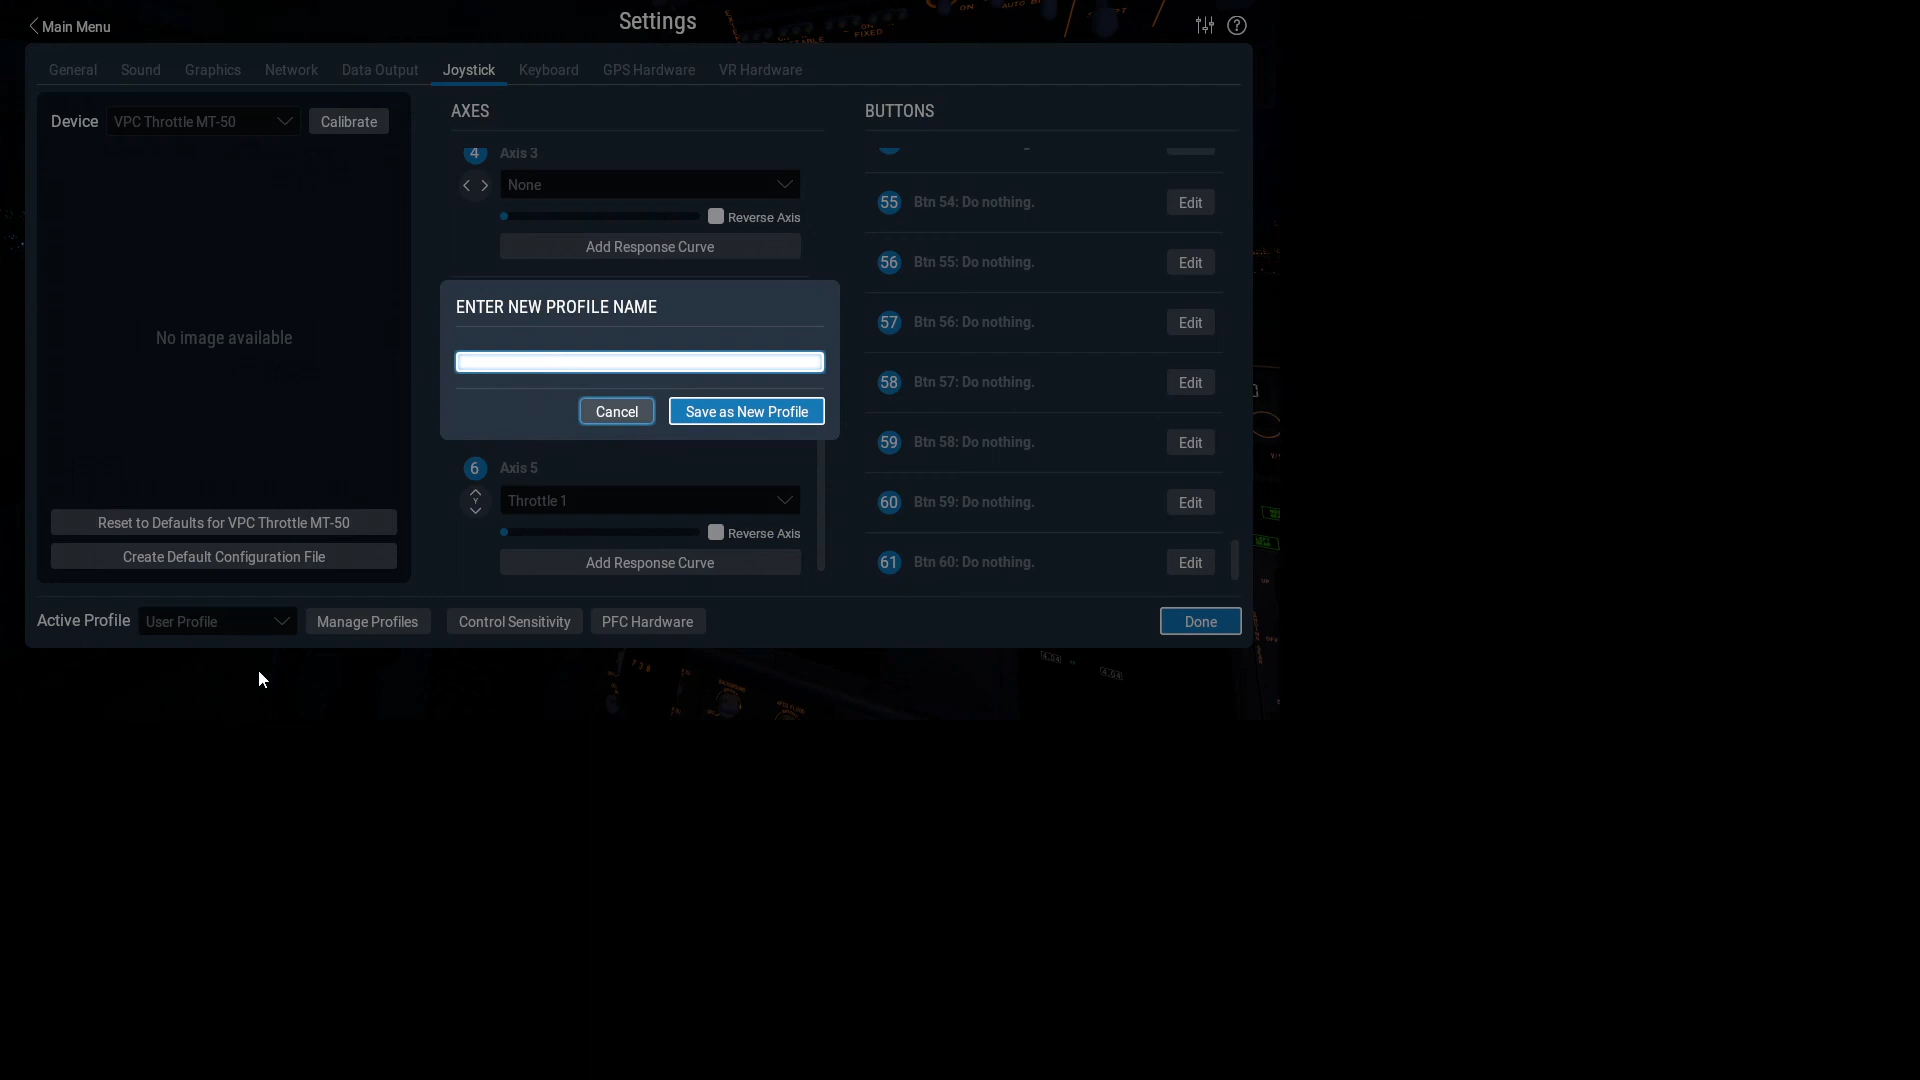 Main Menu
Settings
General Sound Graphics Network Data Output Joystick Keyboard GPS Hardware VR Hardware
Device VPC Throttle MT-50 Calibrate
No image available
Reset to Defaults for VPC Throttle MT-50
Create Default Configuration File
AXES
4 Axis 3
None
Reverse Axis
Add Response Curve
ENTER NEW PROFILE NAME
Cancel Save as New Profile
6 Axis 5
Throttle 1
Reverse Axis
Add Response Curve
BUTTONS
55 Btn 54: Do nothing. Edit
56 Btn 55: Do nothing. Edit
57 Btn 56: Do nothing. Edit
58 Btn 57: Do nothing. Edit
59 Btn 58: Do nothing. Edit
60 Btn 59: Do nothing. Edit
61 Btn 60: Do nothing. Edit
Active Profile User Profile Manage Profiles Control Sensitivity PFC Hardware Done